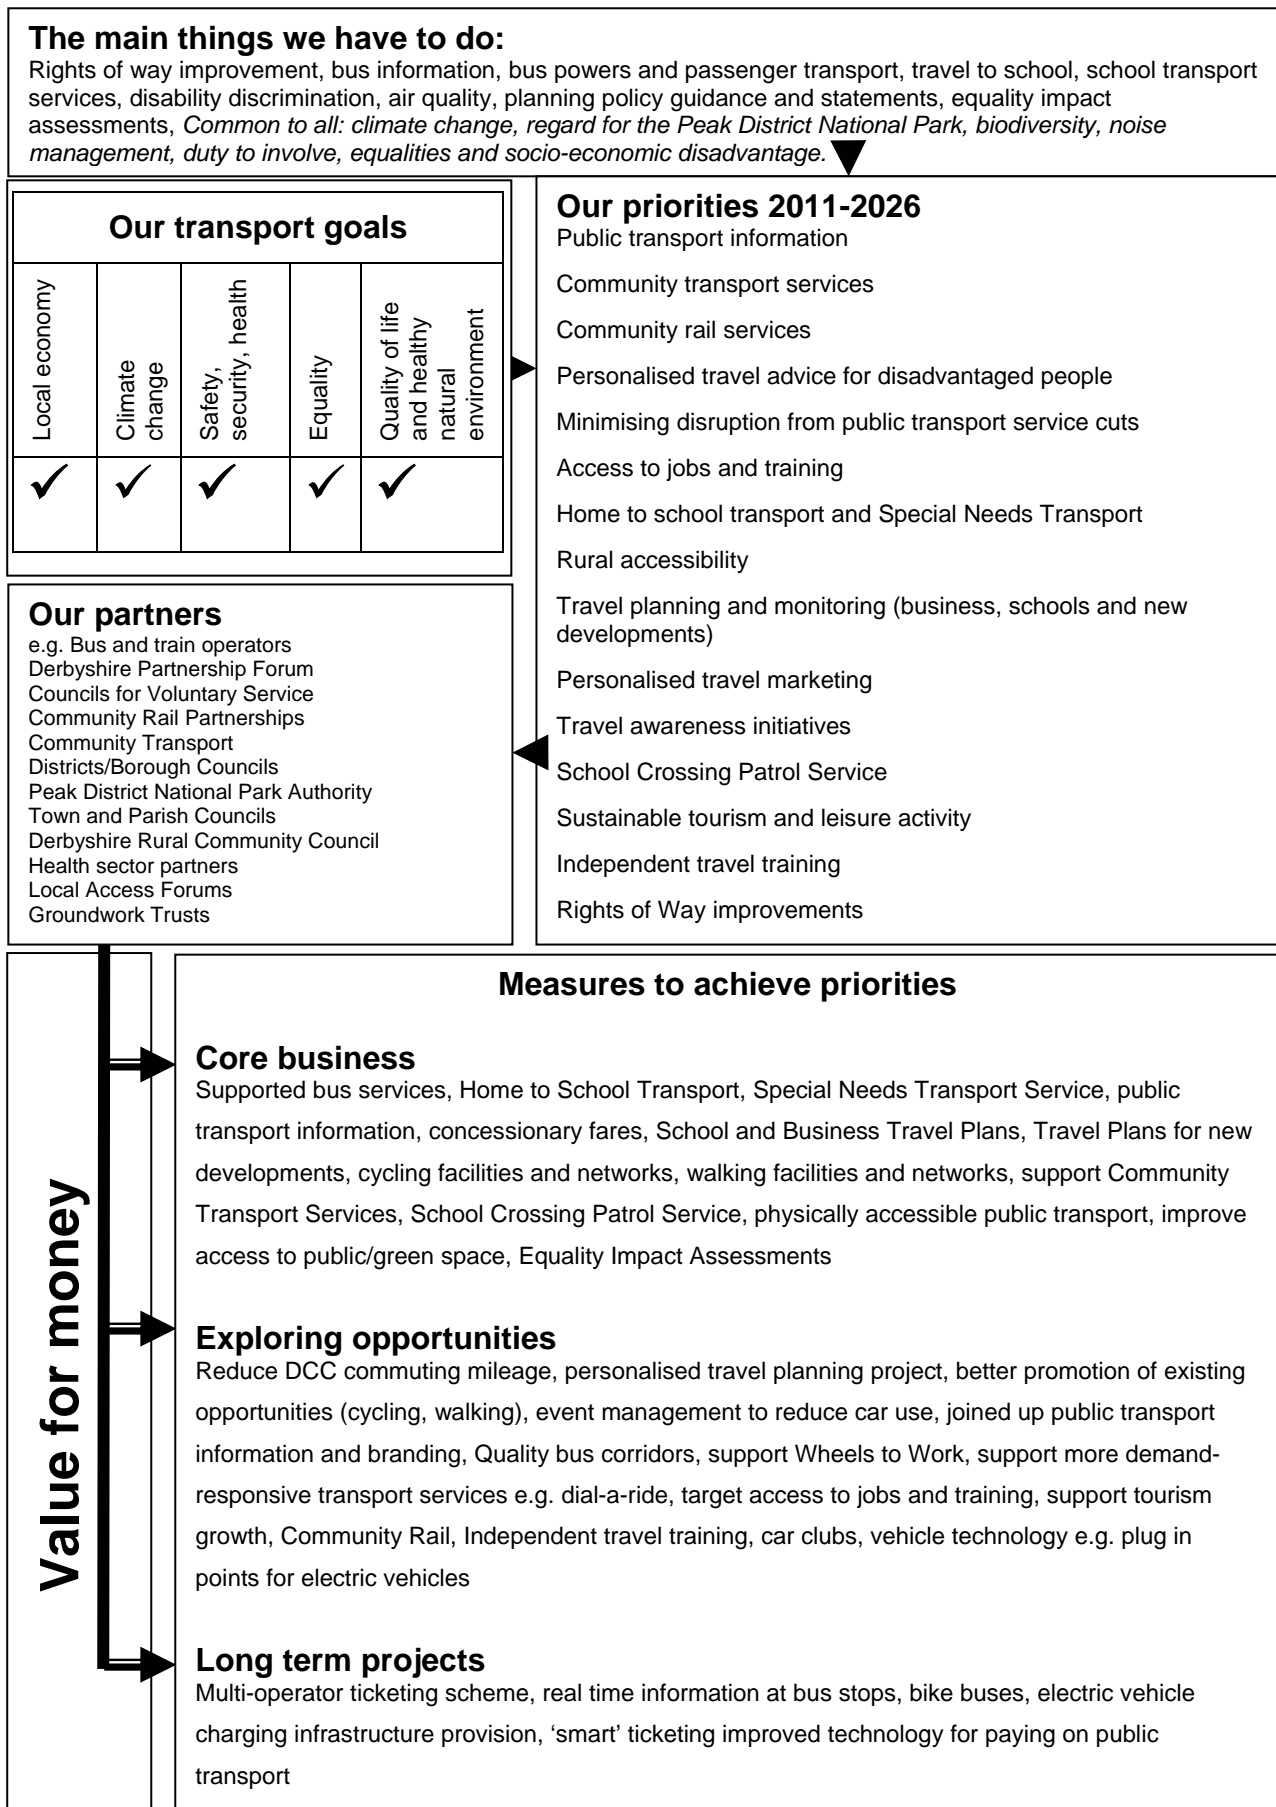 The main things we have to do:
Rights of way improvement, bus information, bus powers and passenger transport, travel to school, school transport
services, disability discrimination, air quality, planning policy guidance and statements, equality impact
assessments, Common to all: climate change, regard for the Peak District National Park, biodiversity, noise
management, duty to involve, equalities and socio-economic disadvantage.
Our transport goals
Local economy
Climate
change
Safety,
security, health
Equality
Quality of life
and healthy
natural
environment
✓ ✓ ✓ ✓ ✓
Our priorities 2011-2026
Public transport information
Community transport services
Community rail services
Personalised travel advice for disadvantaged people
Minimising disruption from public transport service cuts
Access to jobs and training
Home to school transport and Special Needs Transport
Rural accessibility
Travel planning and monitoring (business, schools and new
developments)
Personalised travel marketing
Travel awareness initiatives
School Crossing Patrol Service
Sustainable tourism and leisure activity
Independent travel training
Rights of Way improvements
Our partners
e.g. Bus and train operators
Derbyshire Partnership Forum
Councils for Voluntary Service
Community Rail Partnerships
Community Transport
Districts/Borough Councils
Peak District National Park Authority
Town and Parish Councils
Derbyshire Rural Community Council
Health sector partners
Local Access Forums
Groundwork Trusts
Value for money
Measures to achieve priorities
Core business
Supported bus services, Home to School Transport, Special Needs Transport Service, public
transport information, concessionary fares, School and Business Travel Plans, Travel Plans for new
developments, cycling facilities and networks, walking facilities and networks, support Community
Transport Services, School Crossing Patrol Service, physically accessible public transport, improve
access to public/green space, Equality Impact Assessments
Exploring opportunities
Reduce DCC commuting mileage, personalised travel planning project, better promotion of existing
opportunities (cycling, walking), event management to reduce car use, joined up public transport
information and branding, Quality bus corridors, support Wheels to Work, support more demand-
responsive transport services e.g. dial-a-ride, target access to jobs and training, support tourism
growth, Community Rail, Independent travel training, car clubs, vehicle technology e.g. plug in
points for electric vehicles
Long term projects
Multi-operator ticketing scheme, real time information at bus stops, bike buses, electric vehicle
charging infrastructure provision, ‘smart’ ticketing improved technology for paying on public
transport